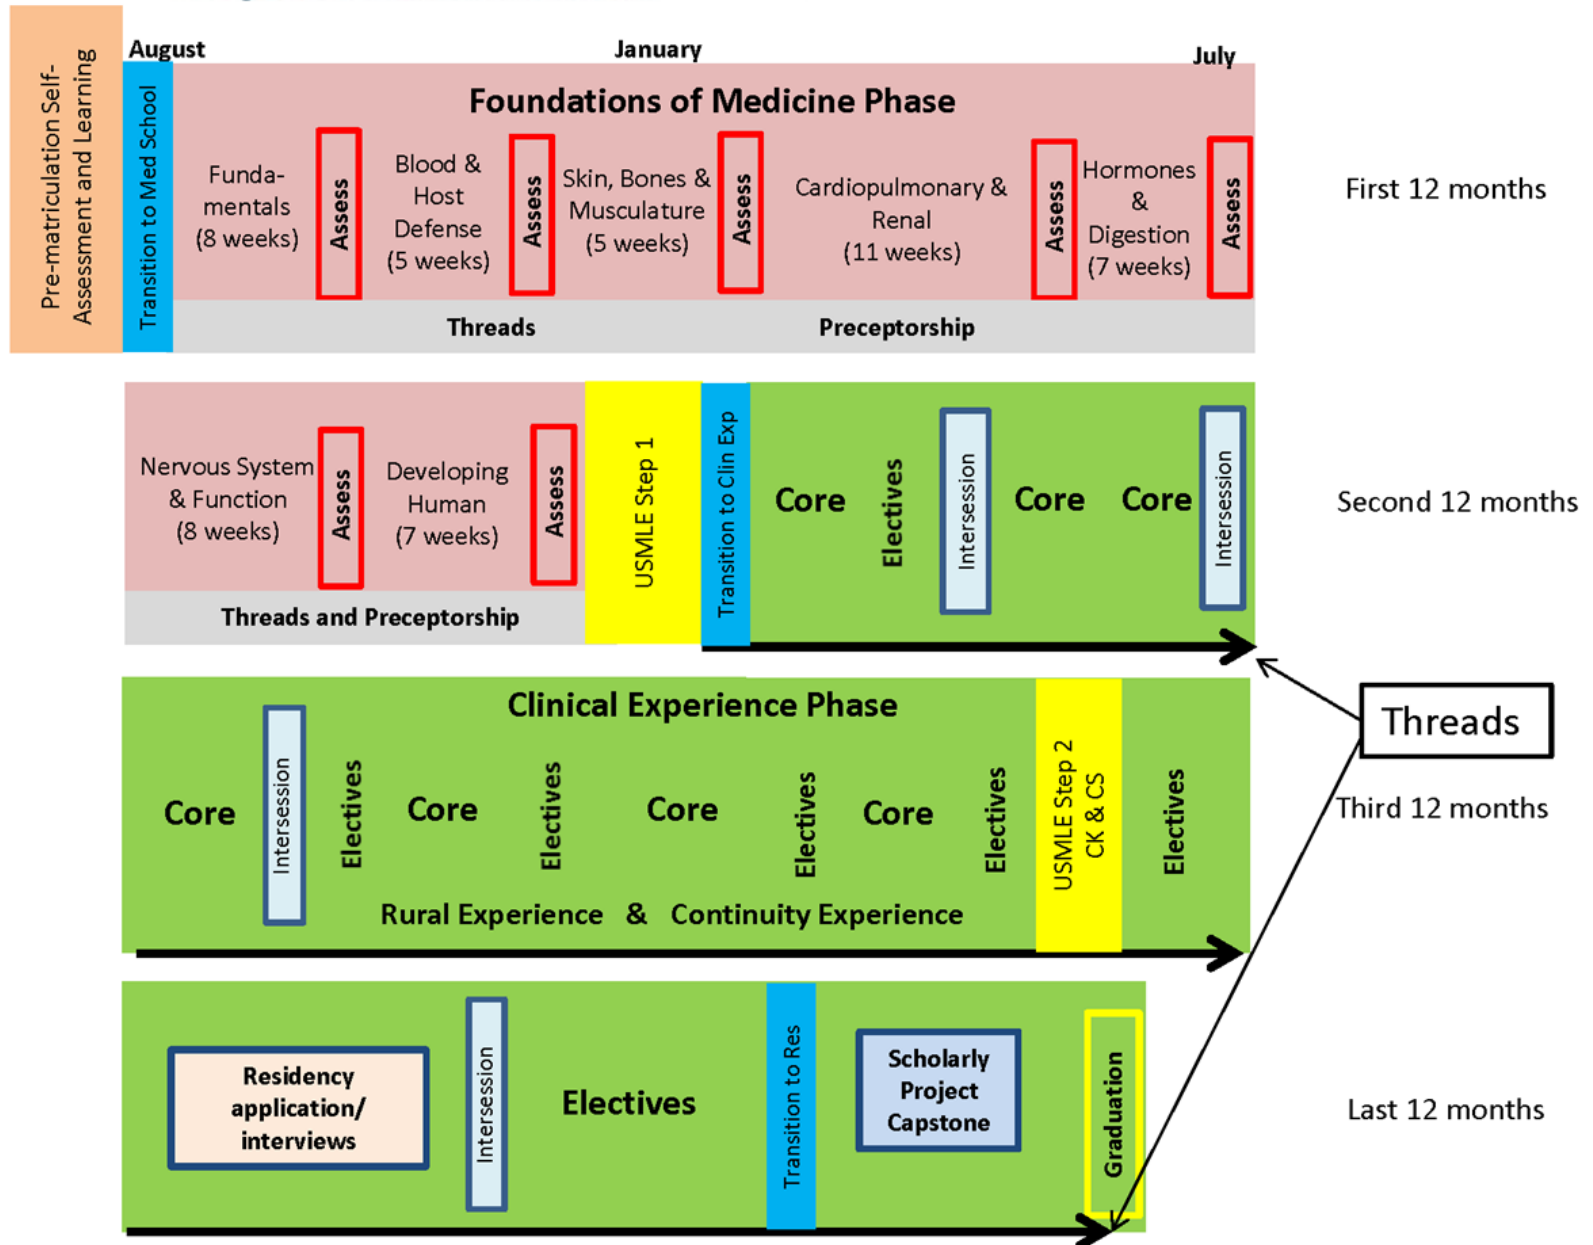 Pre-matriculation Self-
Assessment and Learning
August
January
July
Transition to Med School
Foundations of Medicine Phase
Funda-
mentals
(8 weeks)
Assess
Blood &
Host
Defense
(5 weeks)
Assess
Skin, Bones &
Musculature
(5 weeks)
Assess
Cardiopulmonary &
Renal
(11 weeks)
Assess
Hormones
&
Digestion
(7 weeks)
Assess
First 12 months
Threads
Preceptorship
Nervous System
& Function
(8 weeks)
Assess
Developing
Human
(7 weeks)
Assess
Threads and Preceptorship
USMLE Step 1
Transition to Clin Exp
Core
Electives
Intersession
Core
Core
Intersession
Second 12 months
Clinical Experience Phase
Core
Intersession
Electives
Core
Electives
Core
Electives
Core
Electives
USMLE Step 2
CK & CS
Electives
Rural Experience & Continuity Experience
Threads
Third 12 months
Residency
application/
interviews
Intersession
Electives
Transition to Res
Scholarly
Project
Capstone
Graduation
Last 12 months